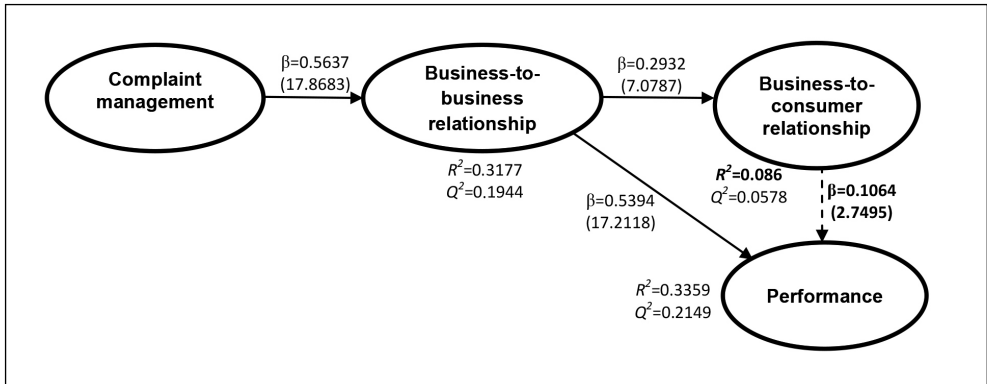 Complaint
management
β=0.5637
(17.8683)
Business-to-
business
relationship
R²=0.3177
Q²=0.1944
β=0.2932
(7.0787)
Business-to-
consumer
relationship
R²=0.086
Q²=0.0578
β=0.5394
(17.2118)
β=0.1064
(2.7495)
R²=0.3359
Q²=0.2149
Performance